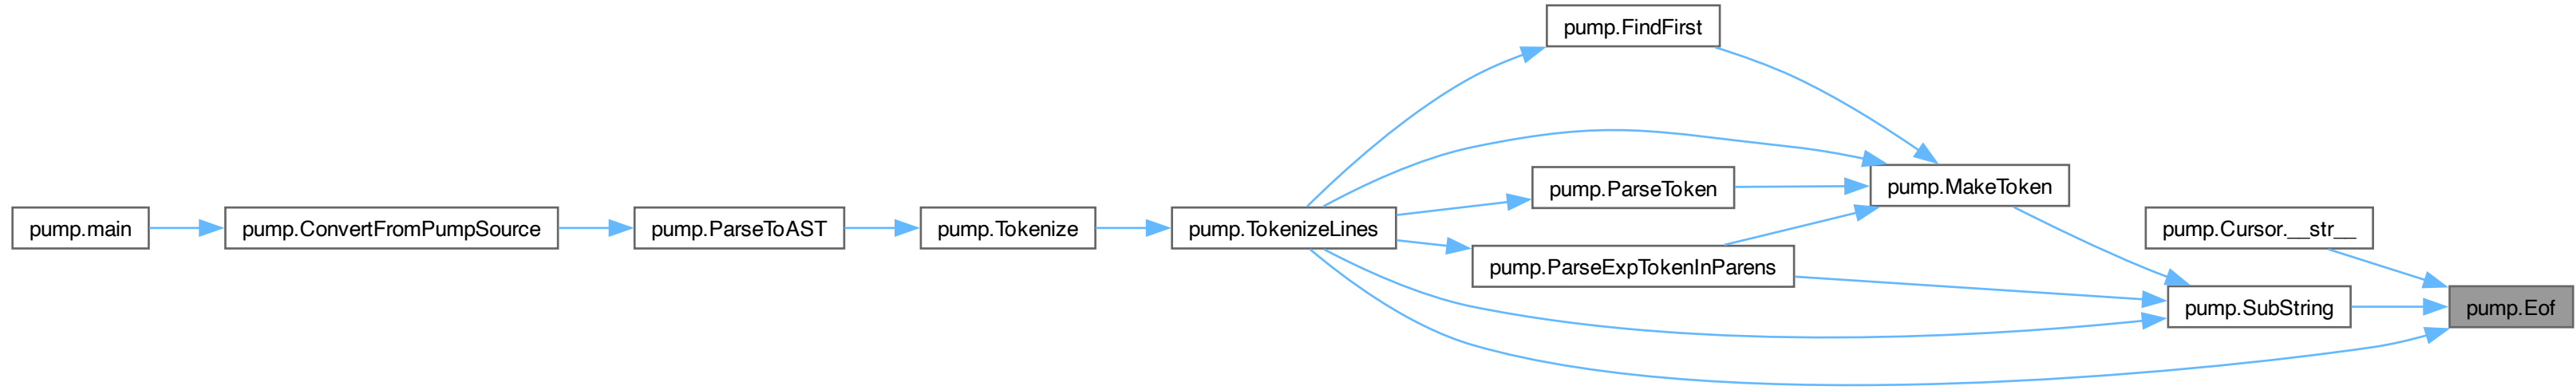 pump.FindFirst
pump.MakeToken
pump.ParseToken
pump.main
pump.ConvertFromPumpSource
pump.ParseToAST
pump.Tokenize
pump.TokenizeLines
pump.Cursor.__str__
pump.ParseExpTokenInParens
pump.SubString
pump.Eof